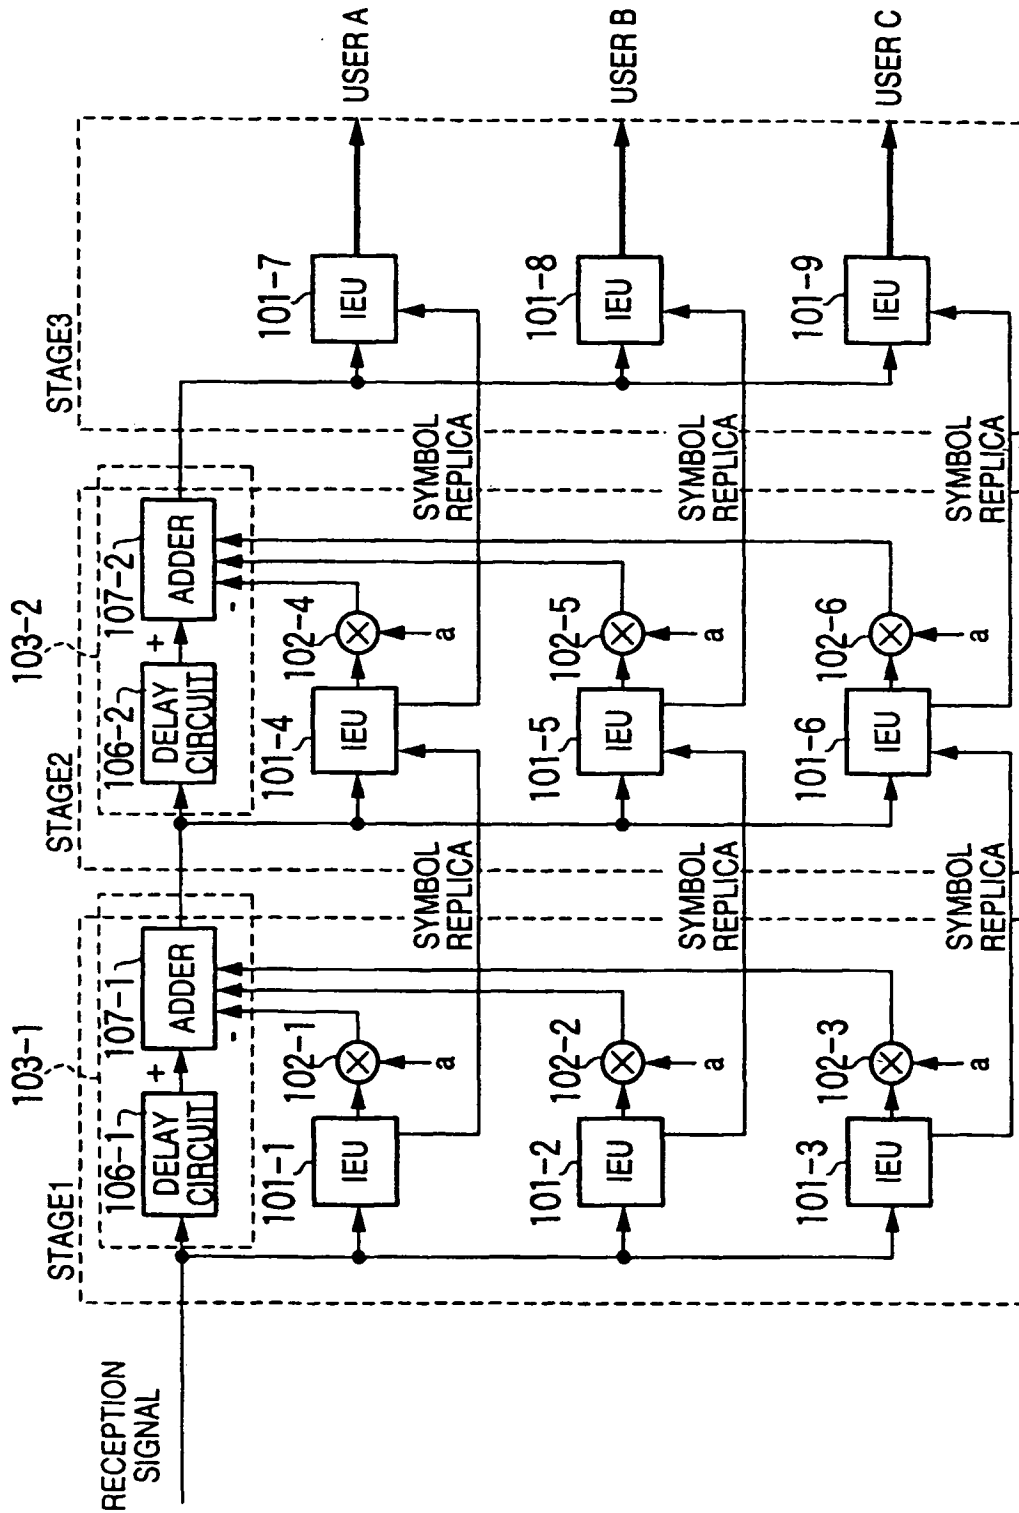 RECEPTION
SIGNAL
STAGE1
103-1
106-1
DELAY
CIRCUIT
+
107-1
ADDER
-
101-1
IEU
102-1
a
101-2
IEU
102-2
a
101-3
IEU
102-3
a
SYMBOL
REPLICA
SYMBOL
REPLICA
SYMBOL
REPLICA
STAGE2
103-2
106-2
DELAY
CIRCUIT
+
107-2
ADDER
-
101-4
IEU
102-4
a
101-5
IEU
102-5
a
101-6
IEU
102-6
a
SYMBOL
REPLICA
SYMBOL
REPLICA
SYMBOL
REPLICA
STAGE3
101-7
IEU
USER A
101-8
IEU
USER B
101-9
IEU
USER C